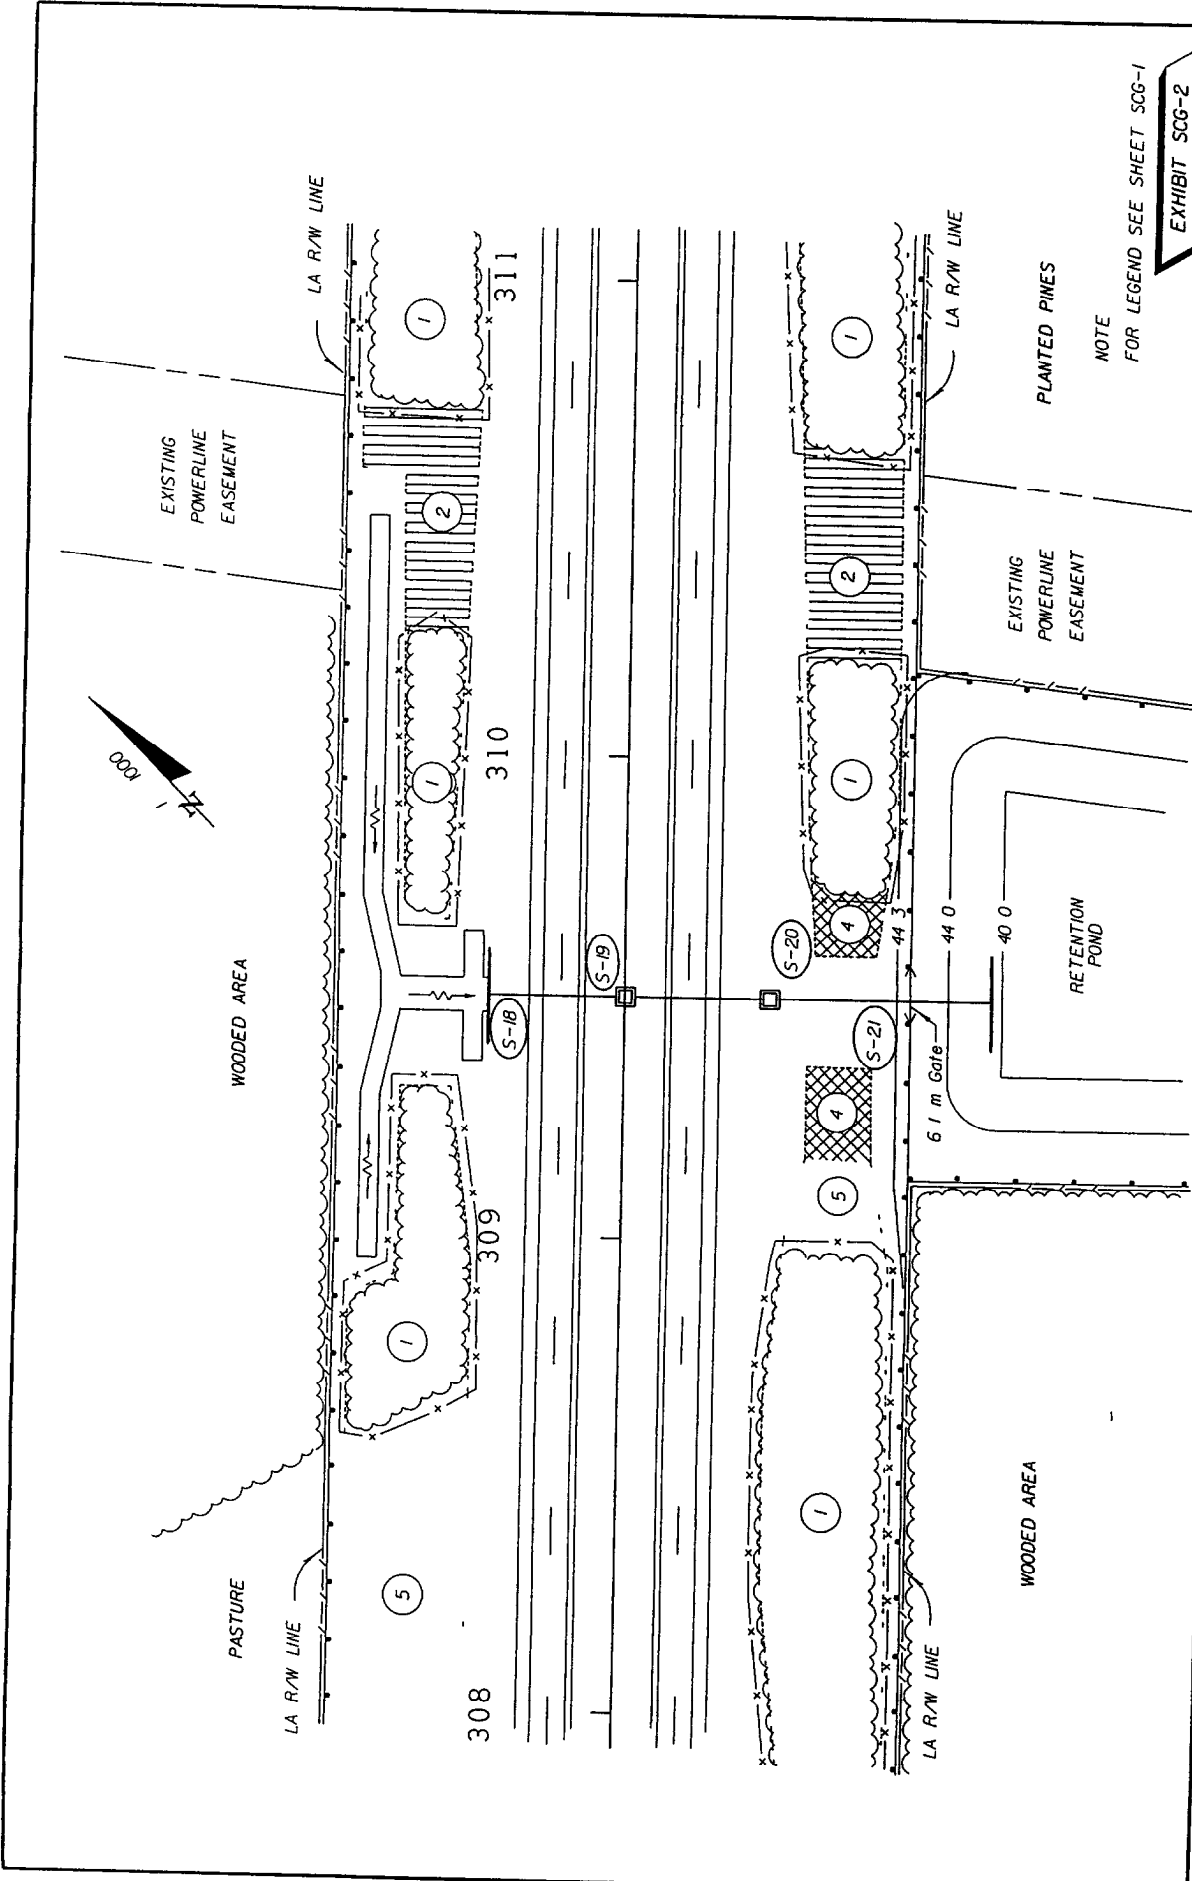 PASTURE
LA R/W LINE
WOODED AREA
EXISTING
POWERLINE
EASEMENT
LA R/W LINE
1000
N
5
1
1
2
1
308
309
310
311
S-18
S-19
S-20
S-21
1
5
4
4
1
2
1
44 3
44 0
40 0
6 1 m Gate
RETENTION
POND
LA R/W LINE
WOODED AREA
EXISTING
POWERLINE
EASEMENT
LA R/W LINE
PLANTED PINES
NOTE
FOR LEGEND SEE SHEET SCG-1
EXHIBIT SCG-2